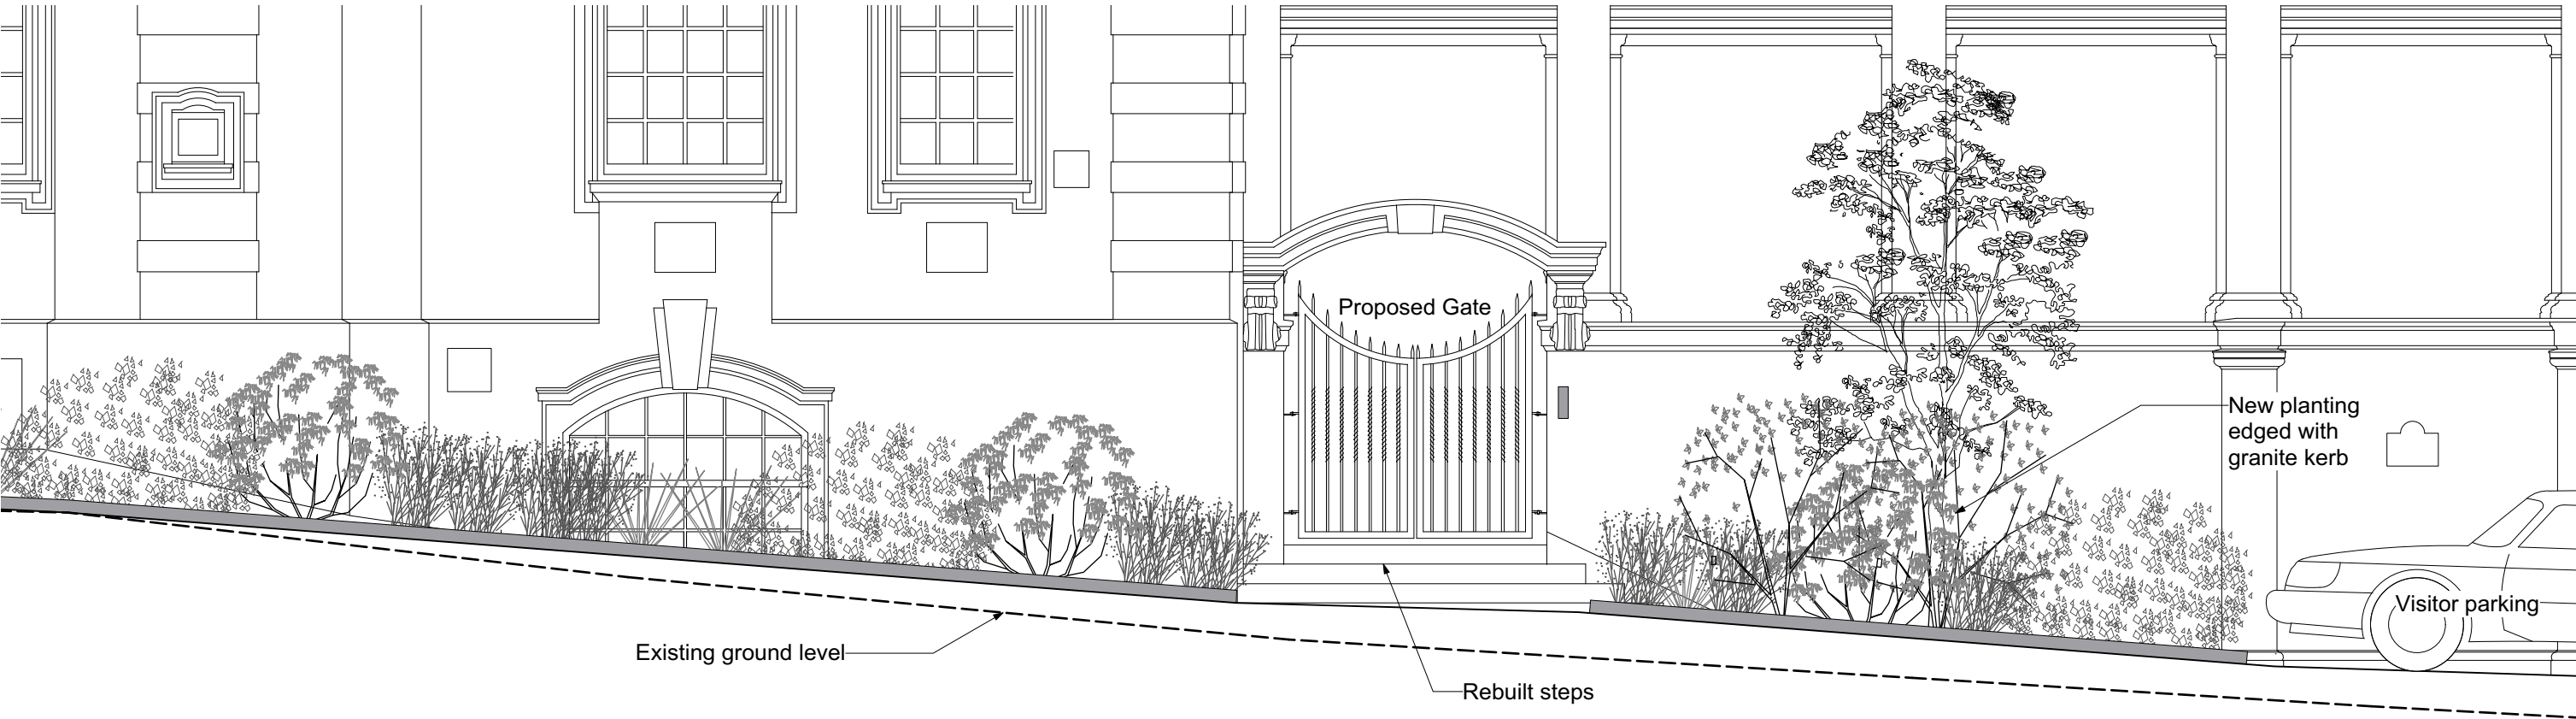 Proposed Gate
New planting
edged with
granite kerb
Visitor parking
Existing ground level
Rebuilt steps